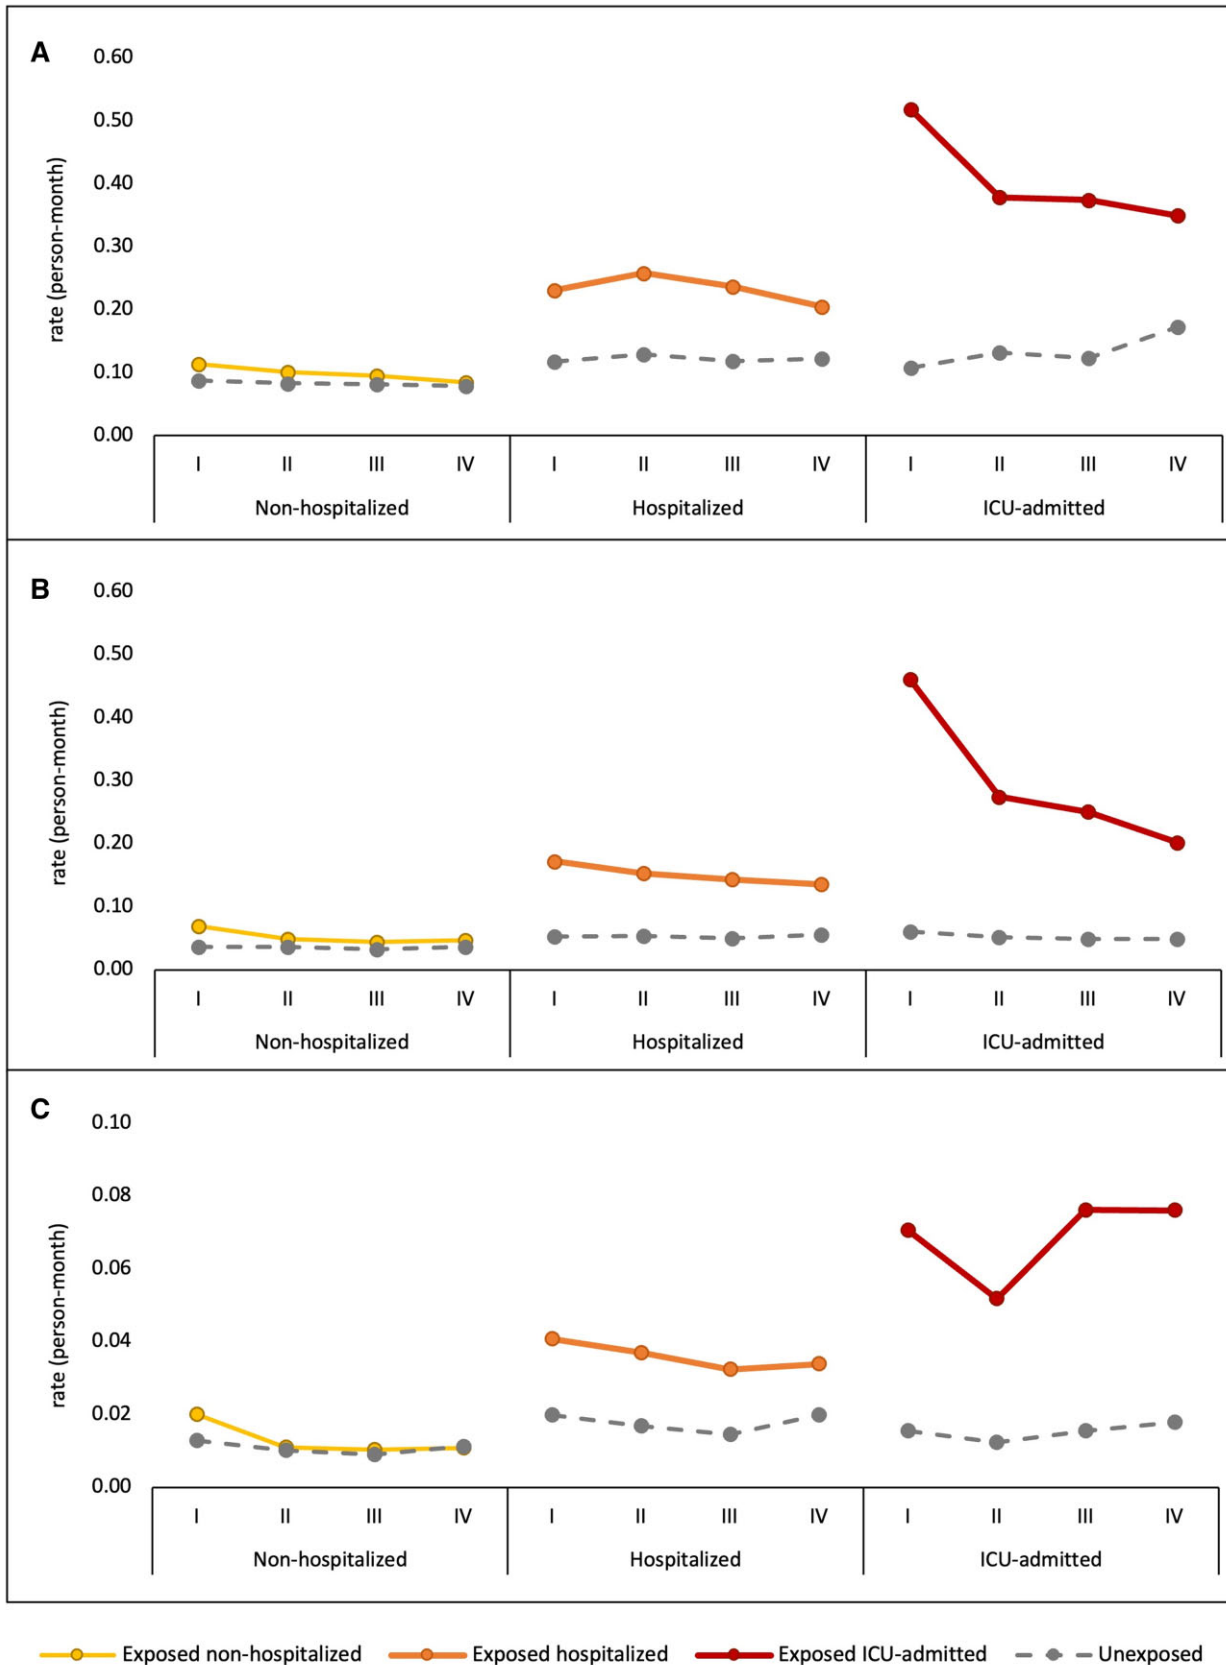 A
0.60
0.50
0.40
0.30
0.20
0.10
0.00
rate (person-month)
I II III IV I II III IV I II III IV
Non-hospitalized Hospitalized ICU-admitted
B
0.60
0.50
0.40
0.30
0.20
0.10
0.00
rate (person-month)
I II III IV I II III IV I II III IV
Non-hospitalized Hospitalized ICU-admitted
C
0.10
0.08
0.06
0.04
0.02
0.00
rate (person-month)
I II III IV I II III IV I II III IV
Non-hospitalized Hospitalized ICU-admitted
Exposed non-hospitalized Exposed hospitalized Exposed ICU-admitted Unexposed